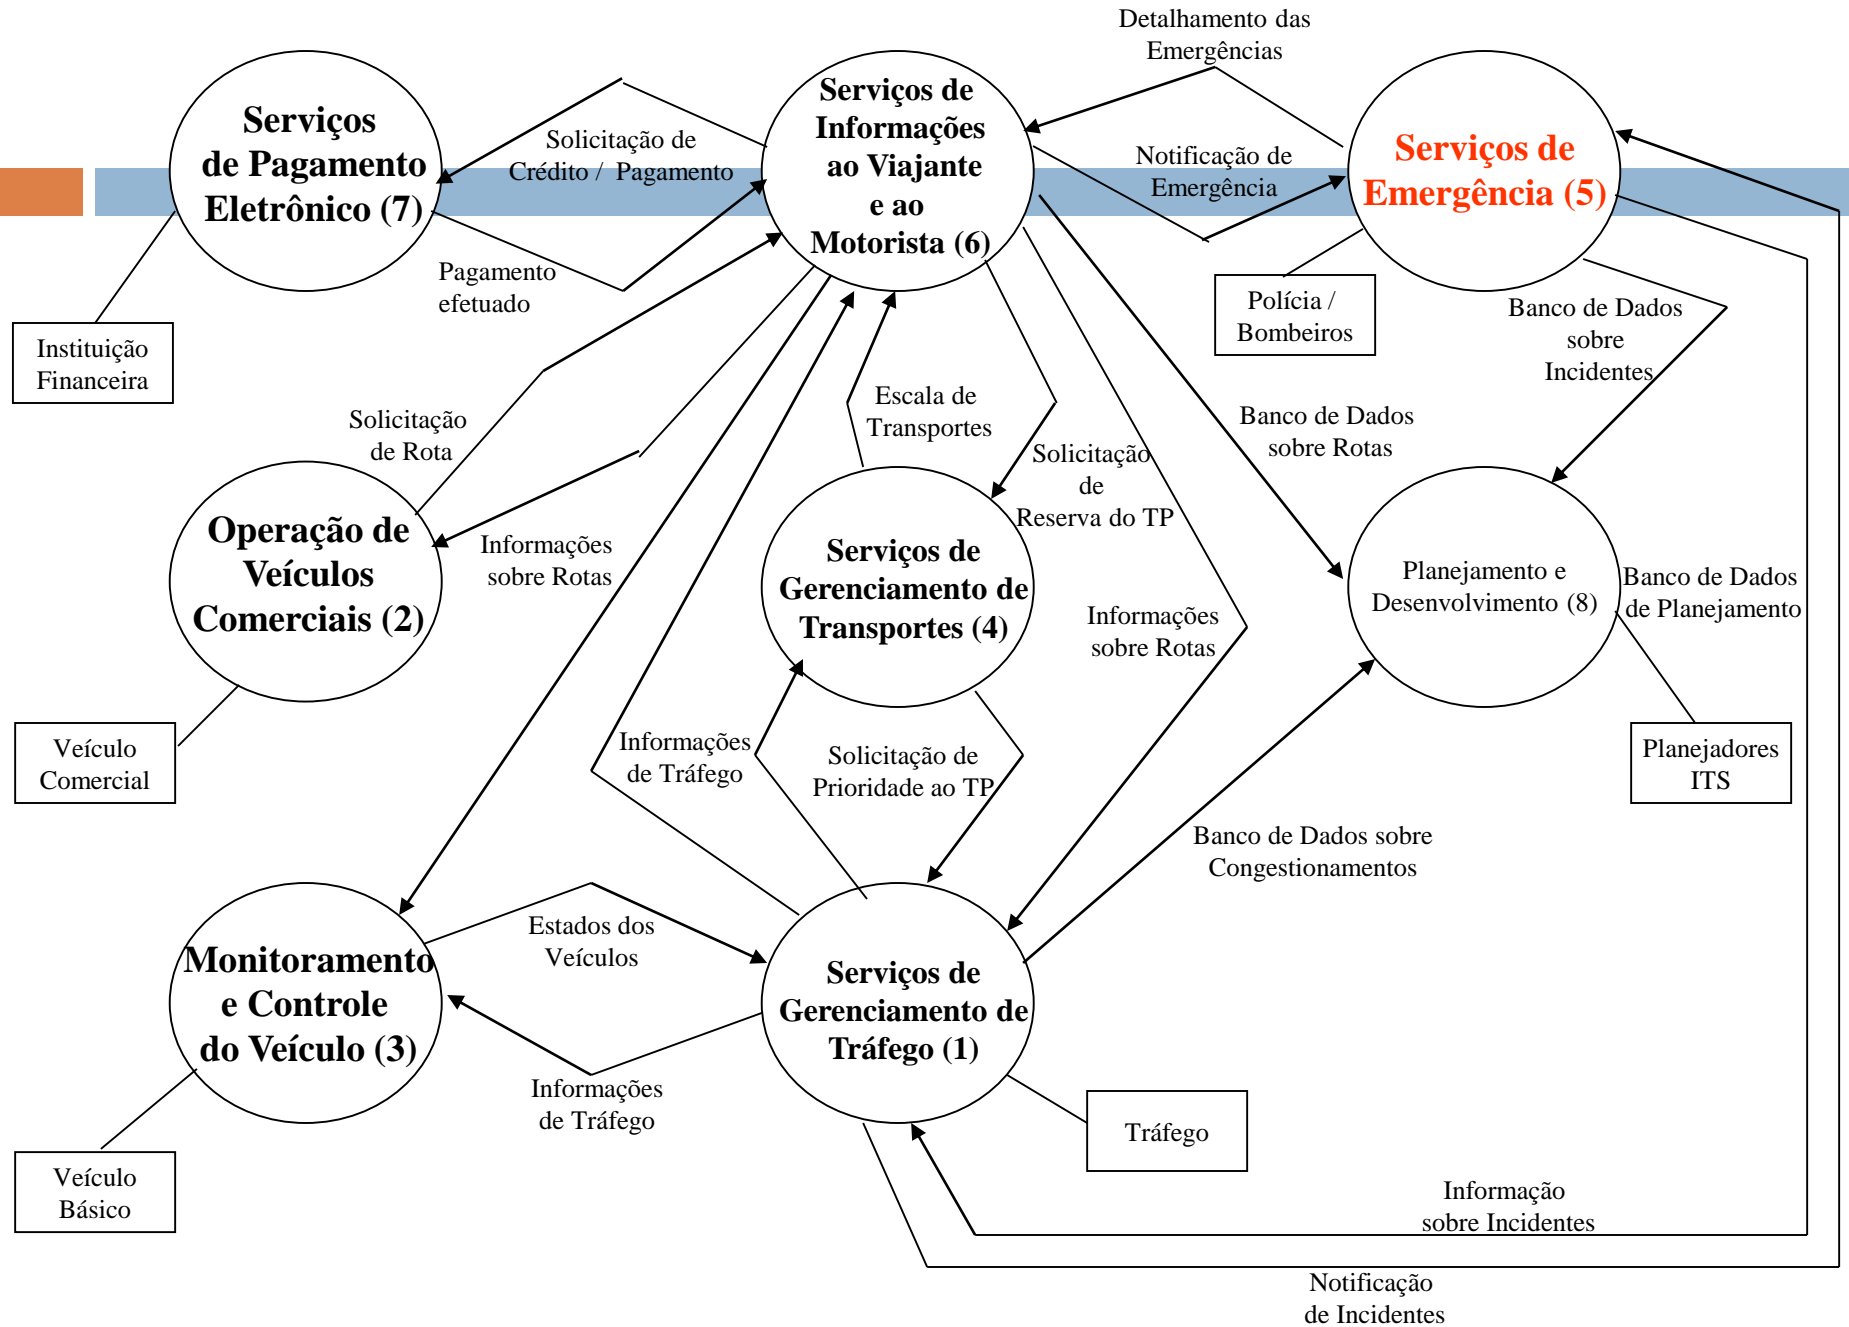 Detalhamento das
Emergências
Serviços
de Pagamento
Eletrônico (7)
Solicitação de
Crédito / Pagamento
Serviços de
Informações
ao Viajante
e ao
Motorista (6)
Notificação de
Emergência
Serviços de
Emergência (5)
Pagamento
efetuado
Instituição
Financeira
Polícia /
Bombeiros
Banco de Dados
sobre
Incidentes
Solicitação
de Rota
Escala de
Transportes
Solicitação
de
Reserva do TP
Banco de Dados
sobre Rotas
Operação de
Veículos
Comerciais (2)
Informações
sobre Rotas
Serviços de
Gerenciamento de
Transportes (4)
Informações
sobre Rotas
Planejamento e
Desenvolvimento (8)
Banco de Dados
de Planejamento
Veículo
Comercial
Informações
de Tráfego
Solicitação de
Prioridade ao TP
Planejadores
ITS
Banco de Dados sobre
Congestionamentos
Monitoramento
e Controle
do Veículo (3)
Estados dos
Veículos
Serviços de
Gerenciamento de
Tráfego (1)
Informações
de Tráfego
Tráfego
Veículo
Básico
Informação
sobre Incidentes
Notificação
de Incidentes